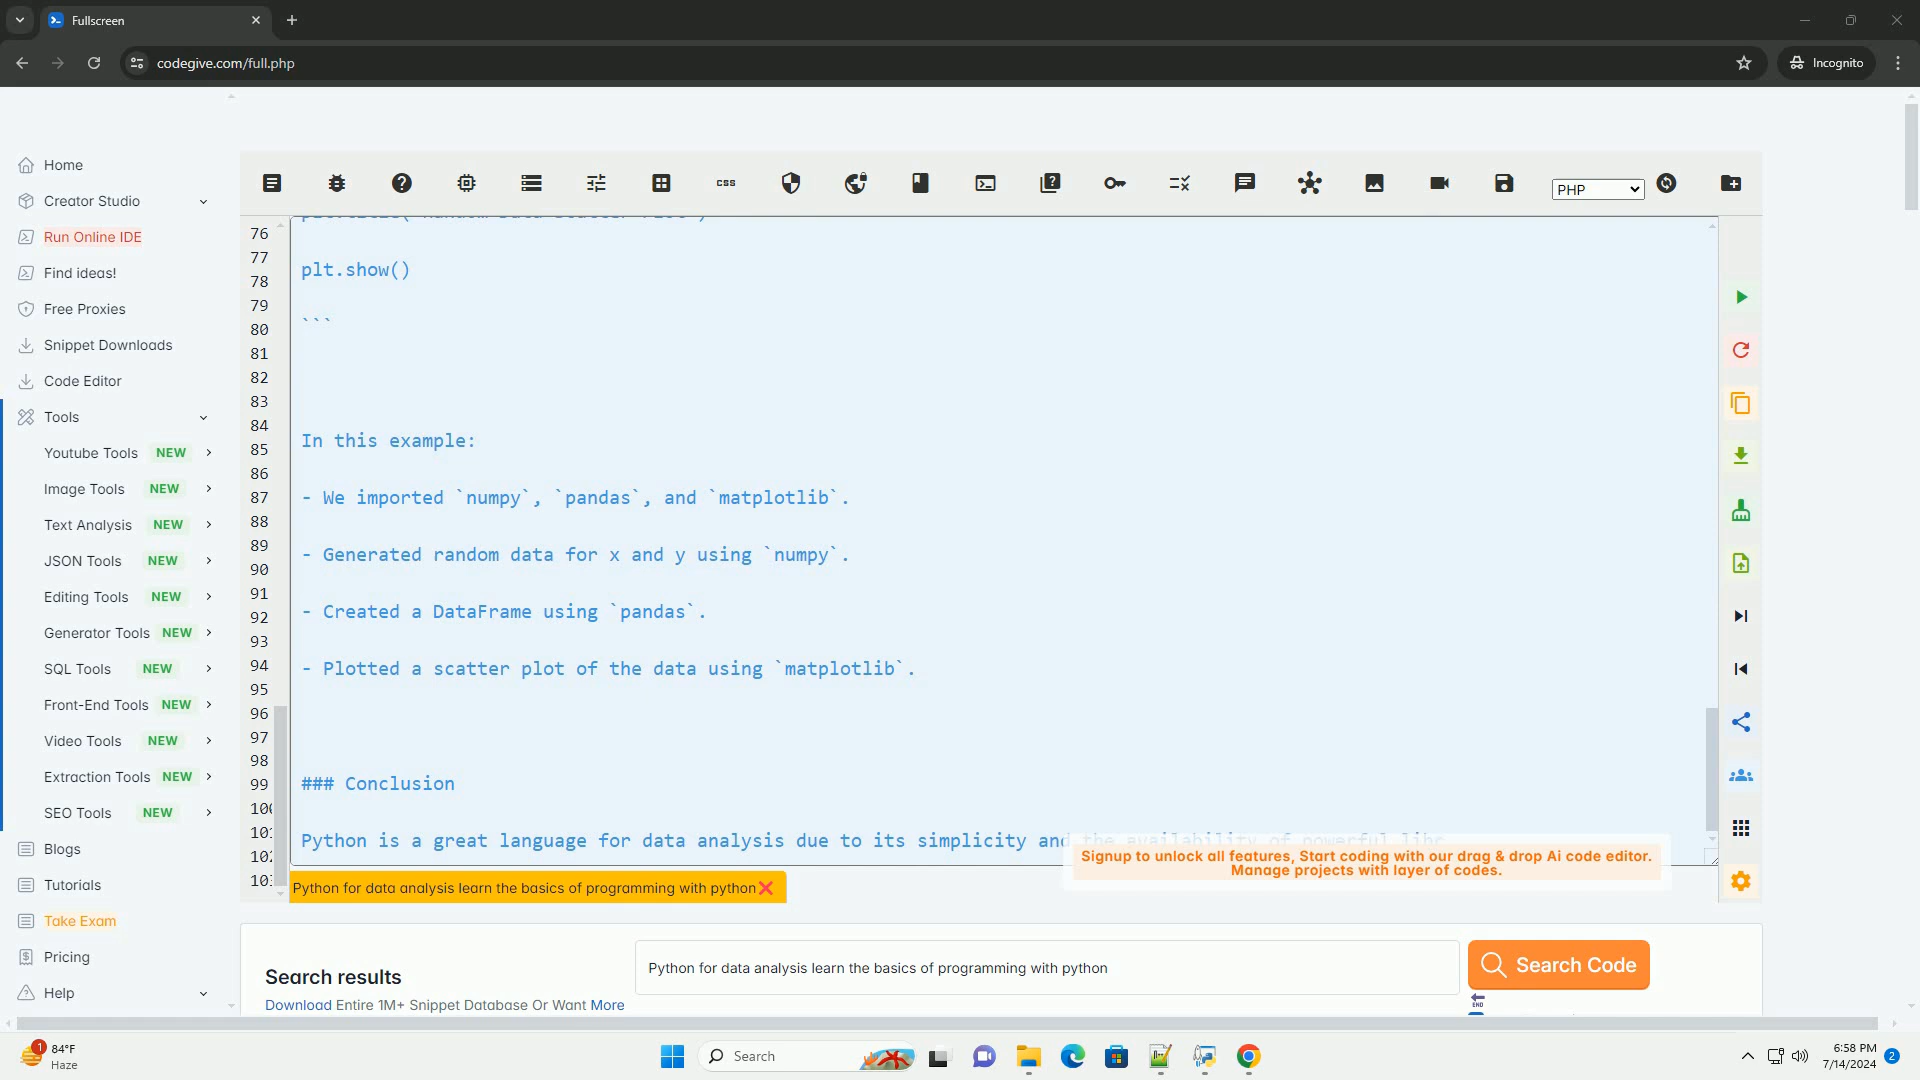 Fullscreen
codegive.com/full.php
Incognito
Home
Creator Studio
Run Online IDE
Find ideas!
Free Proxies
Snippet Downloads
Code Editor
Tools
Youtube Tools NEW
Image Tools NEW
Text Analysis NEW
JSON Tools NEW
Editing Tools NEW
Generator Tools NEW
SQL Tools NEW
Front-End Tools NEW
Video Tools NEW
Extraction Tools NEW
SEO Tools NEW
Blogs
Tutorials
Take Exam
Pricing
Help
css
PHP
76
77
78
79
80
81
82
83
84
85
86
87
88
89
90
91
92
93
94
95
96
97
98
99
plt.show()
```
In this example:
- We imported `numpy`, `pandas`, and `matplotlib`.
- Generated random data for x and y using `numpy`.
- Created a DataFrame using `pandas`.
- Plotted a scatter plot of the data using `matplotlib`.
### Conclusion
Python is a great language for data analysis due to its simplicity and the availability of powerful libr
Signup to unlock all features, Start coding with our drag & drop Ai code editor.
Manage projects with layer of codes.
Python for data analysis learn the basics of programming with python
Search results
Download Entire 1M+ Snippet Database Or Want More
Python for data analysis learn the basics of programming with python
Search Code
END
1
84°F
Haze
Search
6:58 PM
7/14/2024
2